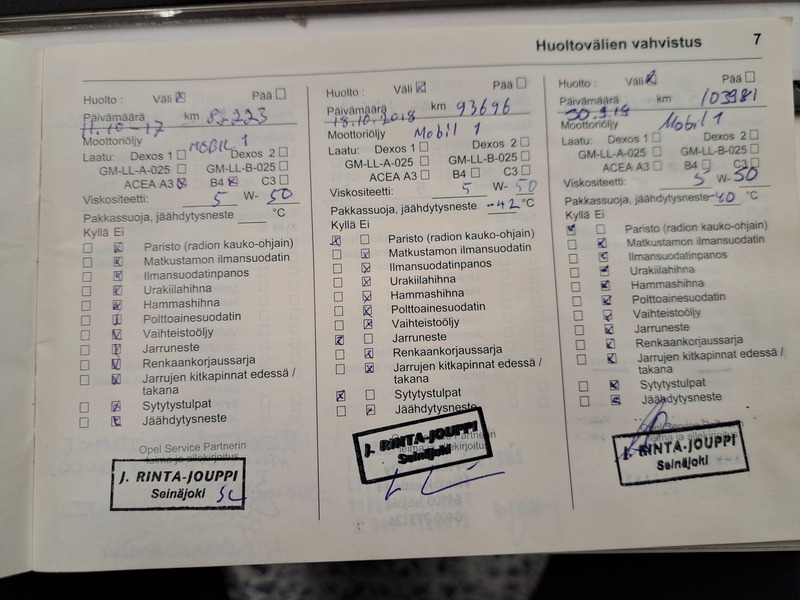 Huoltovälien vahvistus 7
Huolto : Väli ☒ Pää ☐
Päivämäärä km
11.10-17
Moottoriöljy MOBIL 1
Laatu: Dexos 1 ☐ Dexos 2 ☐
GM-LL-A-025 ☐ GM-LL-B-025 ☐
ACEA A3 ☒ B4 ☒ C3 ☐
Viskositeetti: 5 W- 50
Pakkassuoja, jäähdytysneste °C
Kyllä Ei
☐ ☒ Paristo (radion kauko-ohjain)
☐ ☒ Matkustamon ilmansuodatin
☐ ☒ Ilmansuodatinpanos
☐ ☒ Urakiilahihna
☐ ☒ Hammashihna
☐ ☒ Polttoainesuodatin
☐ ☒ Vaihteistoöljy
☐ ☒ Jarruneste
☐ ☒ Renkaankorjaussarja
☐ ☒ Jarrujen kitkapinnat edessä /
takana
☐ ☒ Sytytystulpat
☐ ☒ Jäähdytysneste
Opel Service Partnerin
leima ja allekirjoitus
J. RINTA-JOUPPI
Seinäjoki
Huolto : Väli ☒ Pää ☐
Päivämäärä km 93696
18.10.2018
Moottoriöljy Mobil 1
Laatu: Dexos 1 ☐ Dexos 2 ☐
GM-LL-A-025 ☐ GM-LL-B-025 ☐
ACEA A3 ☐ B4 ☐ C3 ☐
Viskositeetti: 5 W- 50
Pakkassuoja, jäähdytysneste -42 °C
Kyllä Ei
☒ ☐ Paristo (radion kauko-ohjain)
☐ ☒ Matkustamon ilmansuodatin
☐ ☒ Ilmansuodatinpanos
☐ ☒ Urakiilahihna
☐ ☒ Hammashihna
☐ ☒ Polttoainesuodatin
☐ ☒ Vaihteistoöljy
☒ ☐ Jarruneste
☐ ☒ Renkaankorjaussarja
☐ ☒ Jarrujen kitkapinnat edessä /
takana
☒ ☐ Sytytystulpat
☐ ☒ Jäähdytysneste
J. RINTA-JOUPPI
Seinäjoki
Huolto : Väli ☒ Pää ☐
Päivämäärä km 103981
30.9.19
Moottoriöljy Mobil 1
Laatu: Dexos 1 ☐ Dexos 2 ☐
GM-LL-A-025 ☐ GM-LL-B-025 ☐
ACEA A3 ☐ B4 ☐ C3 ☐
Viskositeetti: 5 W- 50
Pakkassuoja, jäähdytysneste -40 °C
Kyllä Ei
☒ ☐ Paristo (radion kauko-ohjain)
☐ ☒ Matkustamon ilmansuodatin
☐ ☒ Ilmansuodatinpanos
☐ ☒ Urakiilahihna
☐ ☒ Hammashihna
☐ ☒ Polttoainesuodatin
☐ ☒ Vaihteistoöljy
☐ ☒ Jarruneste
☐ ☒ Renkaankorjaussarja
☐ ☒ Jarrujen kitkapinnat edessä /
takana
☐ ☒ Sytytystulpat
☐ ☒ Jäähdytysneste
J. RINTA-JOUPPI
Seinäjoki